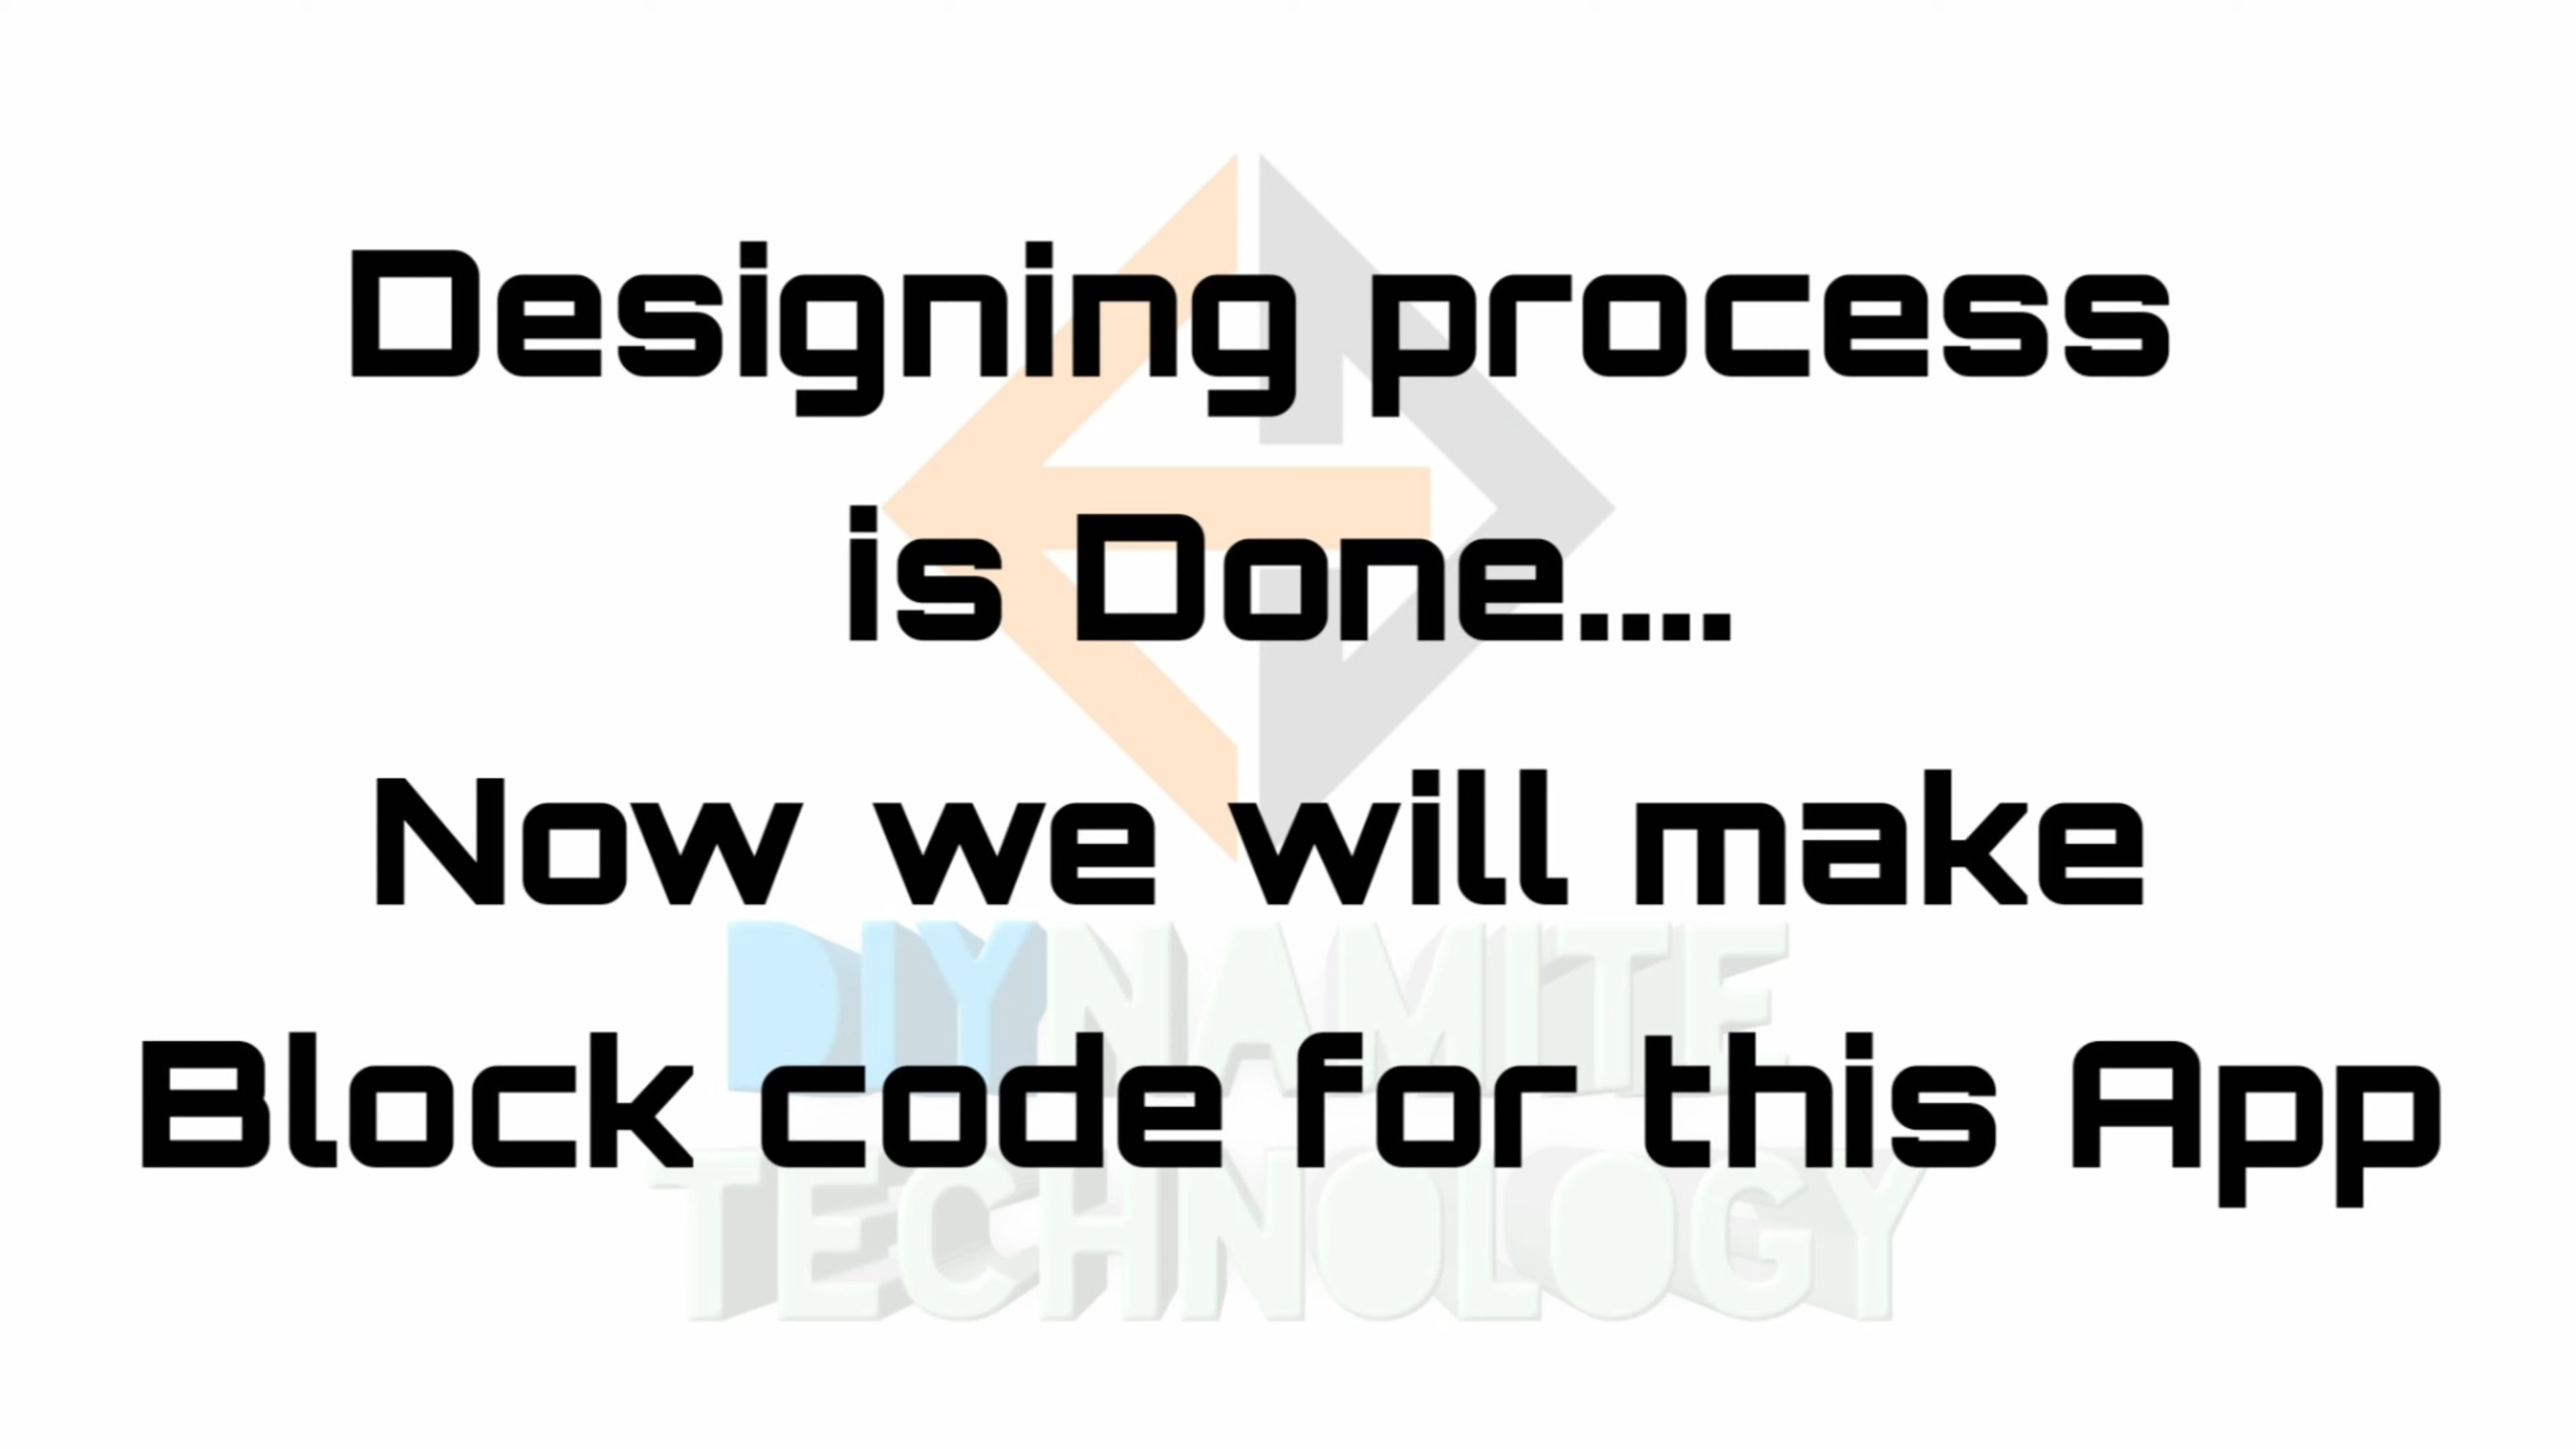 Designing process
is Done....
Now we will make
DIYNAMITE
Block code for this App
TECHNOLOGY